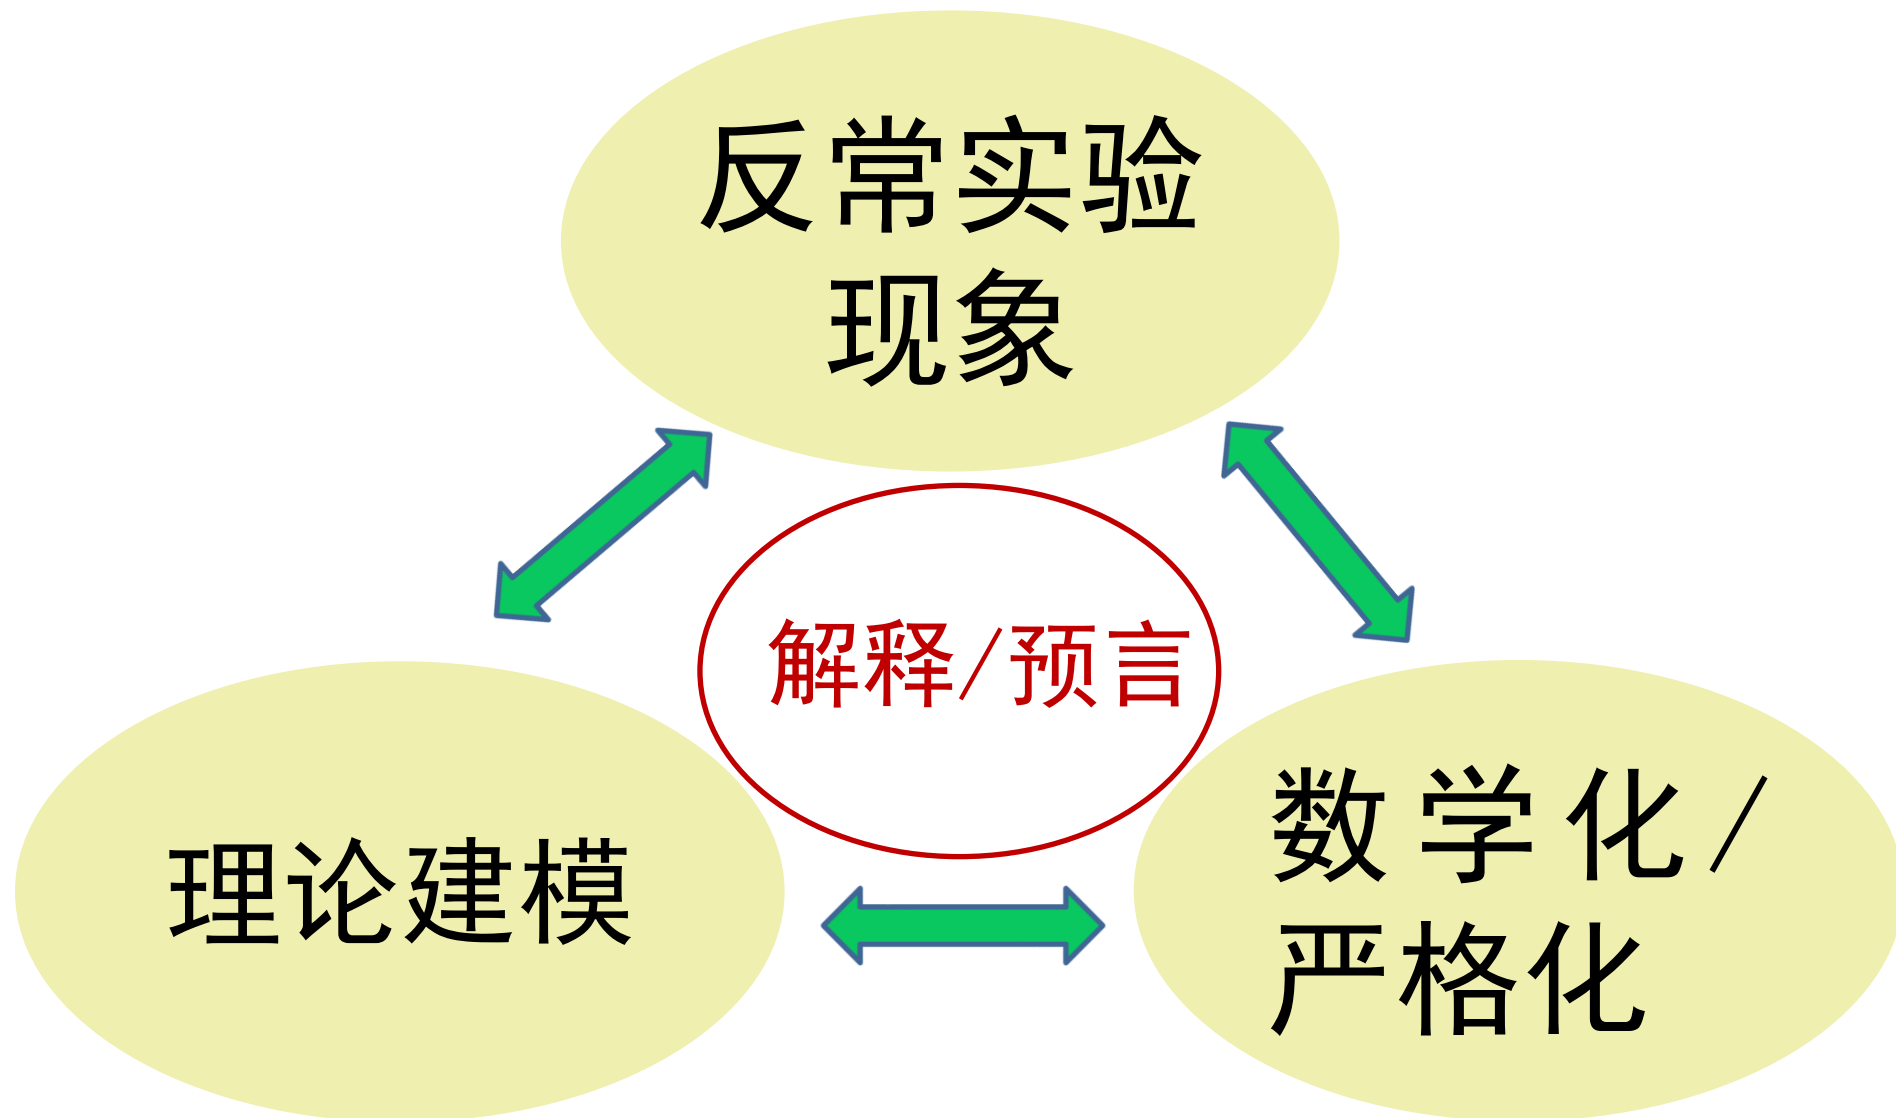 反常实验
现象
解释/预言
理论建模
数学化/
严格化